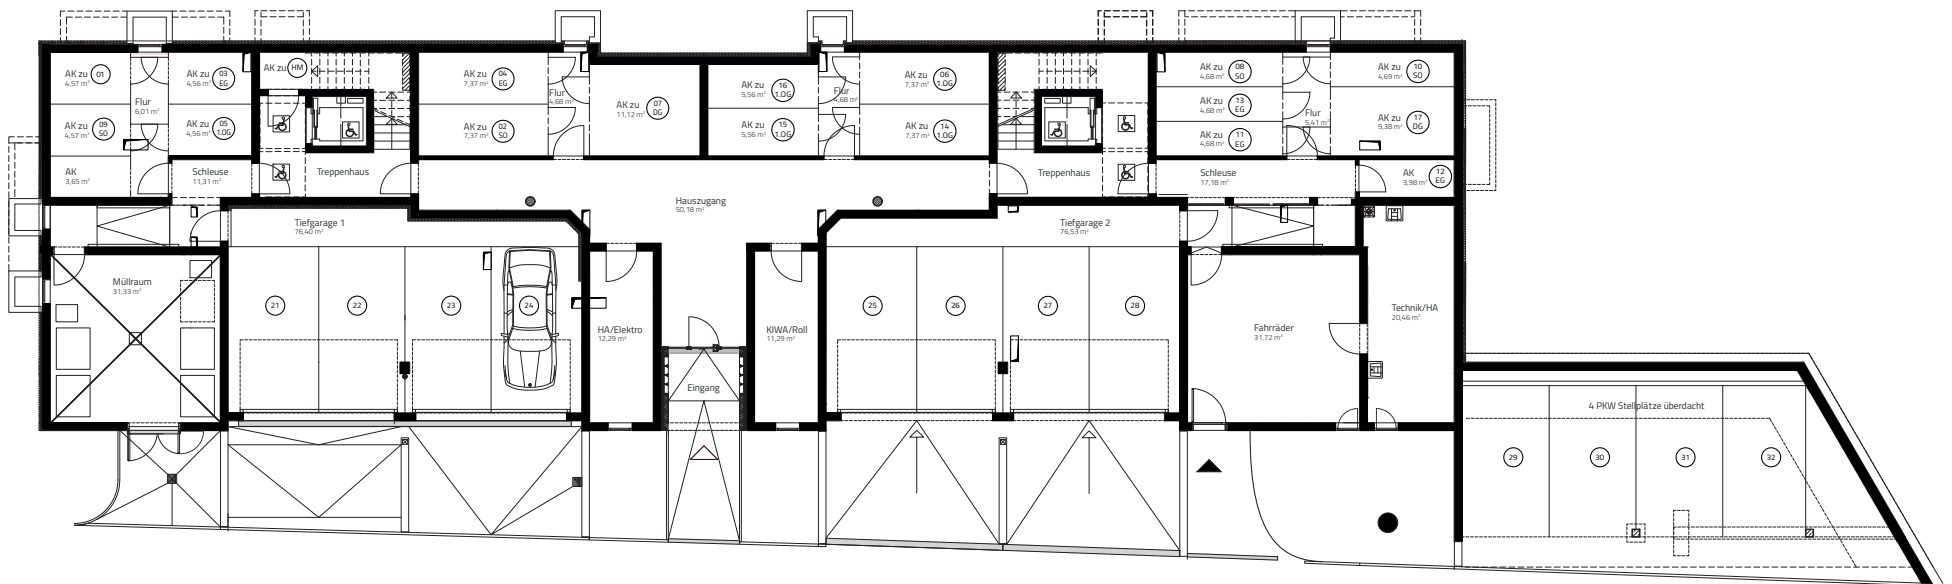 AK zu 01
4,57 m²
AK zu 09 SO
4,57 m²
AK
3,65 m²
Flur
6,01 m²
AK zu 03 EG
4,56 m²
AK zu 05 1.OG
4,56 m²
Schleuse
11,31 m²
AK zu HM
Treppenhaus
AK zu 04 EG
7,37 m²
AK zu 02 SO
7,37 m²
Flur
4,68 m²
AK zu 07 DG
11,12 m²
AK zu 16 1.OG
5,56 m²
AK zu 15 1.OG
5,56 m²
Flur
4,68 m²
AK zu 06 1.OG
7,37 m²
AK zu 14 1.OG
7,37 m²
Treppenhaus
AK zu 08 SO
4,68 m²
AK zu 13 EG
4,68 m²
AK zu 11 EG
4,68 m²
Flur
5,41 m²
AK zu 10 SO
4,69 m²
AK zu 17 DG
9,38 m²
Schleuse
17,18 m²
AK 12 EG
3,98 m²
Hauszugang
50,18 m²
Tiefgarage 1
76,40 m²
Tiefgarage 2
76,53 m²
Müllraum
31,33 m²
21
22
23
24
HA/Elektro
12,29 m²
Eingang
KIWA/Roll
11,29 m²
25
26
27
28
Fahrräder
31,72 m²
Technik/HA
20,46 m²
4 PKW Stellplätze überdacht
29
30
31
32